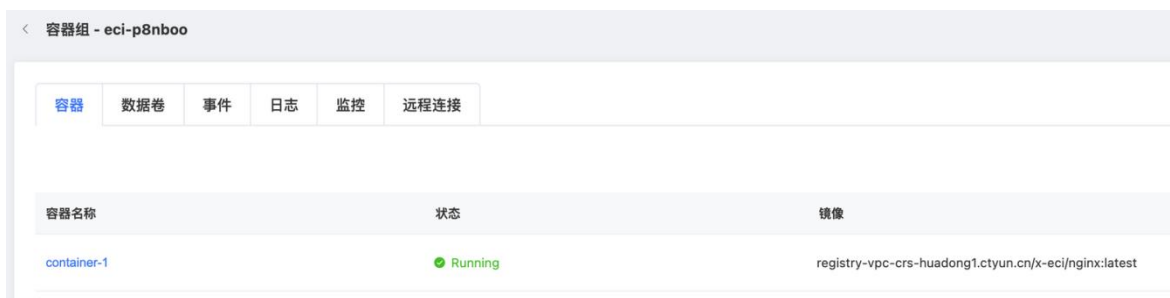 容器组 - eci-p8nboo
容器 数据卷 事件 日志 监控 远程连接
容器名称 状态 镜像
container-1 Running registry-vpc-crs-huadong1.ctyun.cn/x-eci/nginx:latest